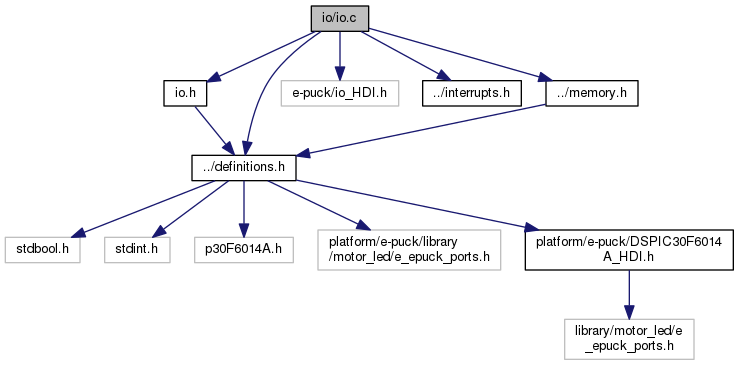 io/io.c
io.h
e-puck/io_HDI.h
../interrupts.h
../memory.h
../definitions.h
stdbool.h
stdint.h
p30F6014A.h
platform/e-puck/library
/motor_led/e_epuck_ports.h
platform/e-puck/DSPIC30F6014
A_HDI.h
library/motor_led/e
_epuck_ports.h